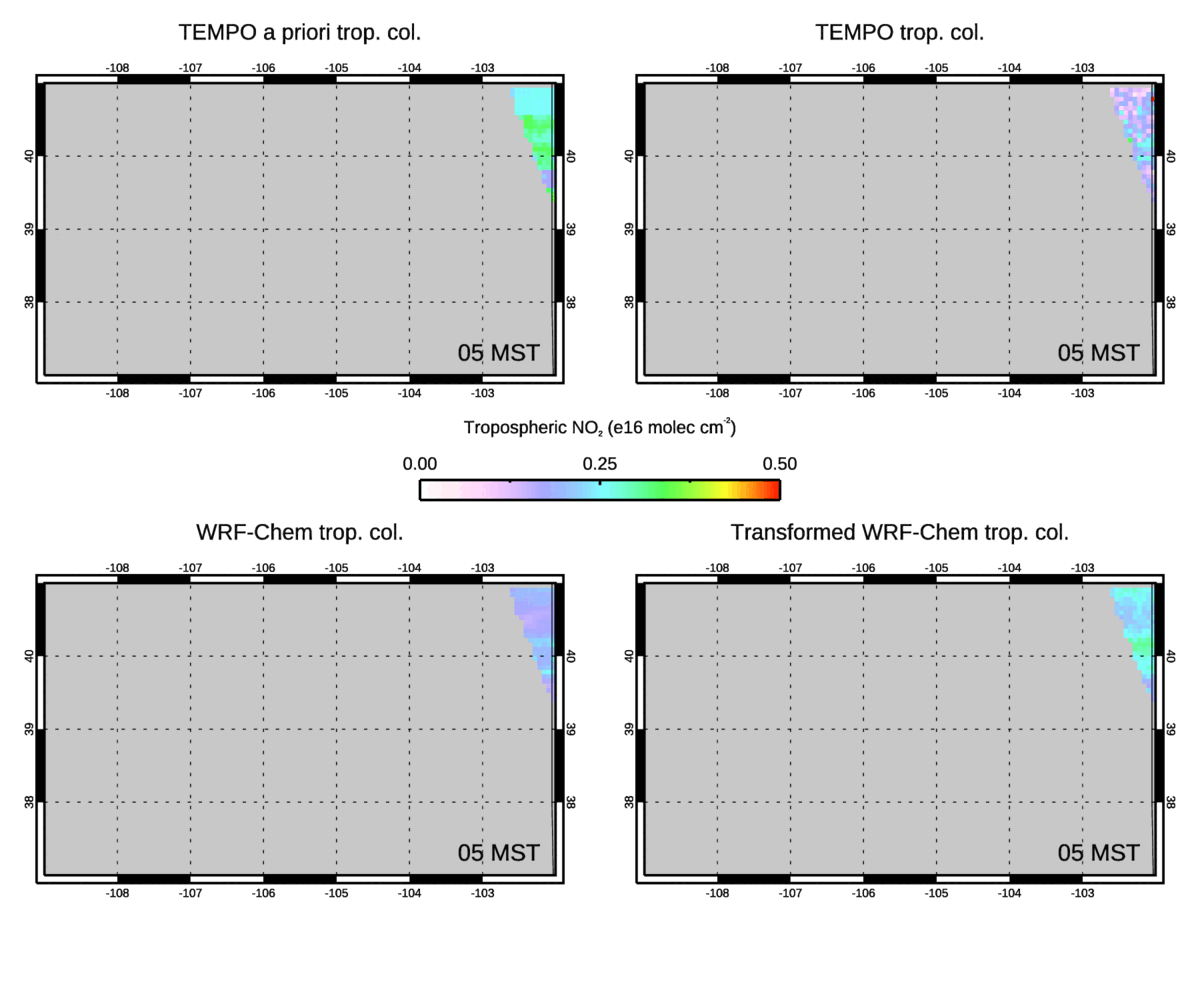 TEMPO a priori trop. col.
TEMPO trop. col.
-108 -107 -106 -105 -104 -103
-108 -107 -106 -105 -104 -103
40 40
39 39
38 38
40 40
39 39
38 38
05 MST
05 MST
-108 -107 -106 -105 -104 -103
-108 -107 -106 -105 -104 -103
Tropospheric NO₂ (e16 molec cm⁻²)
0.00 0.25 0.50
WRF-Chem trop. col.
Transformed WRF-Chem trop. col.
-108 -107 -106 -105 -104 -103
-108 -107 -106 -105 -104 -103
40 40
39 39
38 38
40 40
39 39
38 38
05 MST
05 MST
-108 -107 -106 -105 -104 -103
-108 -107 -106 -105 -104 -103